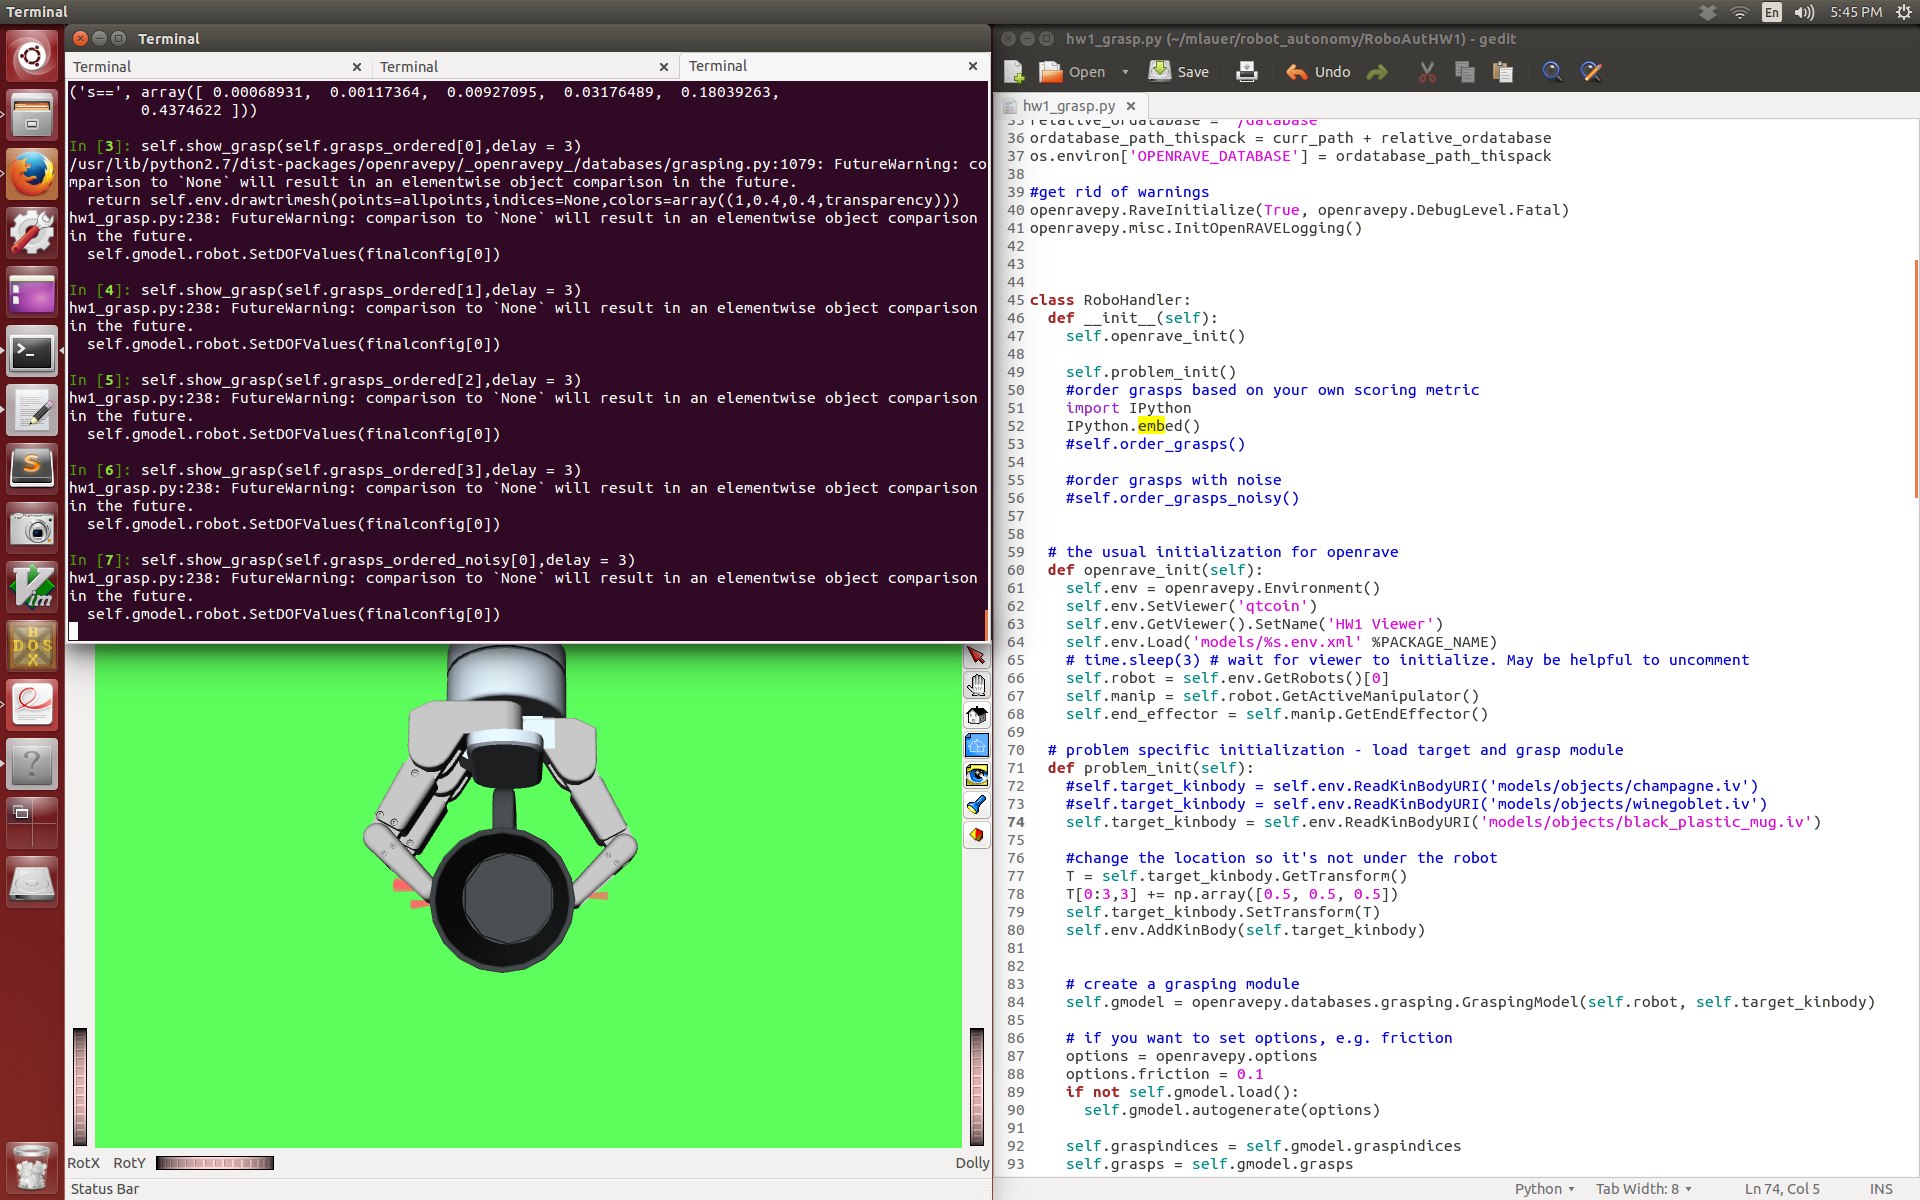 Terminal
En
5:45 PM
Terminal
Terminal
Terminal
Terminal
('s==', array([ 0.00068931,  0.00117364,  0.00927095,  0.03176489,  0.18039263,
        0.4374622 ]))
In [3]: self.show_grasp(self.grasps_ordered[0],delay = 3)
/usr/lib/python2.7/dist-packages/openravepy/_openravepy_/databases/grasping.py:1079: FutureWarning: co
mparison to `None` will result in an elementwise object comparison in the future.
  return self.env.drawtrimesh(points=allpoints,indices=None,colors=array((1,0.4,0.4,transparency)))
hw1_grasp.py:238: FutureWarning: comparison to `None` will result in an elementwise object comparison
in the future.
  self.gmodel.robot.SetDOFValues(finalconfig[0])
In [4]: self.show_grasp(self.grasps_ordered[1],delay = 3)
hw1_grasp.py:238: FutureWarning: comparison to `None` will result in an elementwise object comparison
in the future.
  self.gmodel.robot.SetDOFValues(finalconfig[0])
In [5]: self.show_grasp(self.grasps_ordered[2],delay = 3)
hw1_grasp.py:238: FutureWarning: comparison to `None` will result in an elementwise object comparison
in the future.
  self.gmodel.robot.SetDOFValues(finalconfig[0])
In [6]: self.show_grasp(self.grasps_ordered[3],delay = 3)
hw1_grasp.py:238: FutureWarning: comparison to `None` will result in an elementwise object comparison
in the future.
  self.gmodel.robot.SetDOFValues(finalconfig[0])
In [7]: self.show_grasp(self.grasps_ordered_noisy[0],delay = 3)
hw1_grasp.py:238: FutureWarning: comparison to `None` will result in an elementwise object comparison
in the future.
  self.gmodel.robot.SetDOFValues(finalconfig[0])
RotX RotY
Dolly
Status Bar
hw1_grasp.py (~/mlauer/robot_autonomy/RoboAutHW1) - gedit
Open Save Undo
hw1_grasp.py
35 relative_ordatabase = '/database'
36 ordatabase_path_thispack = curr_path + relative_ordatabase
37 os.environ['OPENRAVE_DATABASE'] = ordatabase_path_thispack
38
39 #get rid of warnings
40 openravepy.RaveInitialize(True, openravepy.DebugLevel.Fatal)
41 openravepy.misc.InitOpenRAVELogging()
42
43
44
45 class RoboHandler:
46   def __init__(self):
47     self.openrave_init()
48
49     self.problem_init()
50     #order grasps based on your own scoring metric
51     import IPython
52     IPython.embed()
53     #self.order_grasps()
54
55     #order grasps with noise
56     #self.order_grasps_noisy()
57
58
59   # the usual initialization for openrave
60   def openrave_init(self):
61     self.env = openravepy.Environment()
62     self.env.SetViewer('qtcoin')
63     self.env.GetViewer().SetName('HW1 Viewer')
64     self.env.Load('models/%s.env.xml' %PACKAGE_NAME)
65     # time.sleep(3) # wait for viewer to initialize. May be helpful to uncomment
66     self.robot = self.env.GetRobots()[0]
67     self.manip = self.robot.GetActiveManipulator()
68     self.end_effector = self.manip.GetEndEffector()
69
70   # problem specific initialization - load target and grasp module
71   def problem_init(self):
72     #self.target_kinbody = self.env.ReadKinBodyURI('models/objects/champagne.iv')
73     #self.target_kinbody = self.env.ReadKinBodyURI('models/objects/winegoblet.iv')
74     self.target_kinbody = self.env.ReadKinBodyURI('models/objects/black_plastic_mug.iv')
75
76     #change the location so it's not under the robot
77     T = self.target_kinbody.GetTransform()
78     T[0:3,3] += np.array([0.5, 0.5, 0.5])
79     self.target_kinbody.SetTransform(T)
80     self.env.AddKinBody(self.target_kinbody)
81
82
83     # create a grasping module
84     self.gmodel = openravepy.databases.grasping.GraspingModel(self.robot, self.target_kinbody)
85
86     # if you want to set options, e.g. friction
87     options = openravepy.options
88     options.friction = 0.1
89     if not self.gmodel.load():
90       self.gmodel.autogenerate(options)
91
92     self.graspindices = self.gmodel.graspindices
93     self.grasps = self.gmodel.grasps
Python Tab Width: 8 Ln 74, Col 5 INS